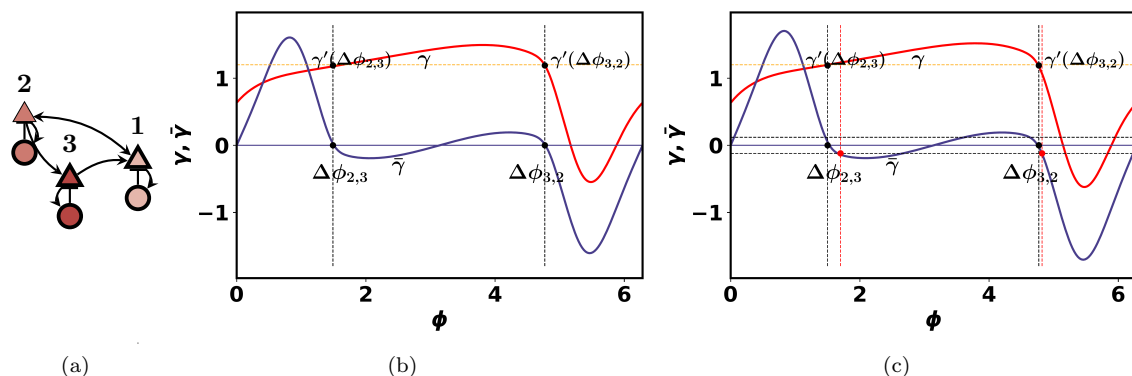 2
3
1
(a)
γ, γ̄
1
0
−1
γ′(Δϕ₂,₃)
γ
γ′(Δϕ₃,₂)
Δϕ₂,₃
γ̄
Δϕ₃,₂
0 2 4 6
ϕ
(b)
γ, γ̄
1
0
−1
γ′(Δϕ₂,₃)
γ
γ′(Δϕ₃,₂)
Δϕ₂,₃
γ̄
Δϕ₃,₂
0 2 4 6
ϕ
(c)